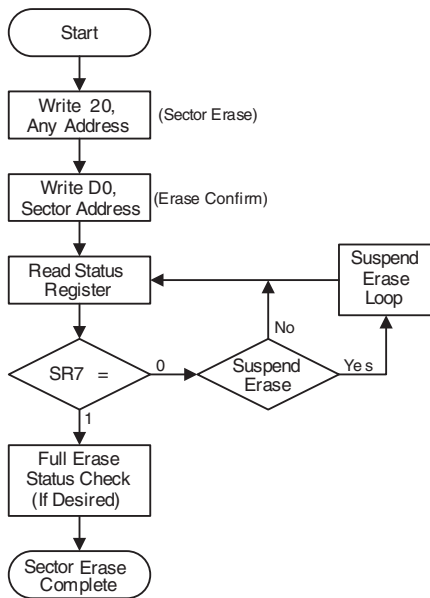 Start
Write 20,
Any Address
(Sector Erase)
Write D0,
Sector Address
(Erase Confirm)
Read Status
Register
Suspend
Erase
Loop
No
SR7 =
0
Suspend
Erase
Yes
1
Full Erase
Status Check
(If Desired)
Sector Erase
Complete